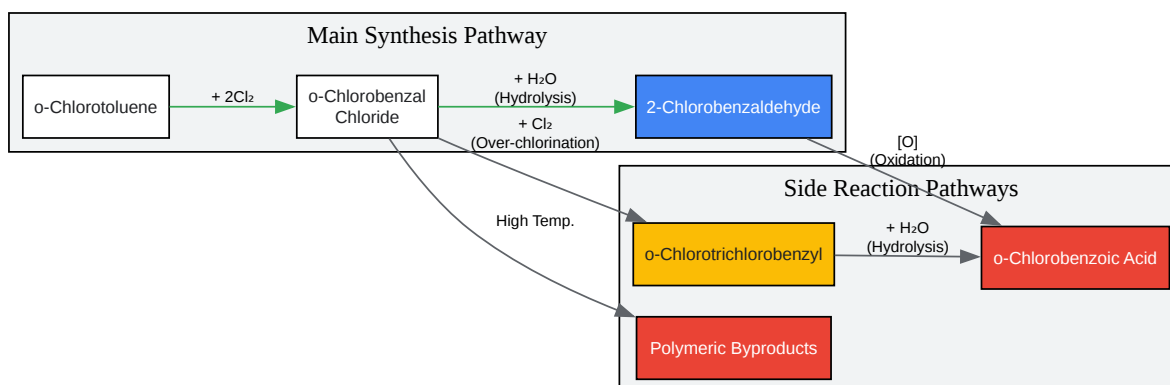 Main Synthesis Pathway
o-Chlorotoluene
+ 2Cl₂
o-Chlorobenzal
Chloride
+ H₂O
(Hydrolysis)
2-Chlorobenzaldehyde
+ Cl₂
(Over-chlorination)
[O]
(Oxidation)
Side Reaction Pathways
High Temp.
o-Chlorotrichlorobenzyl
+ H₂O
(Hydrolysis)
o-Chlorobenzoic Acid
Polymeric Byproducts